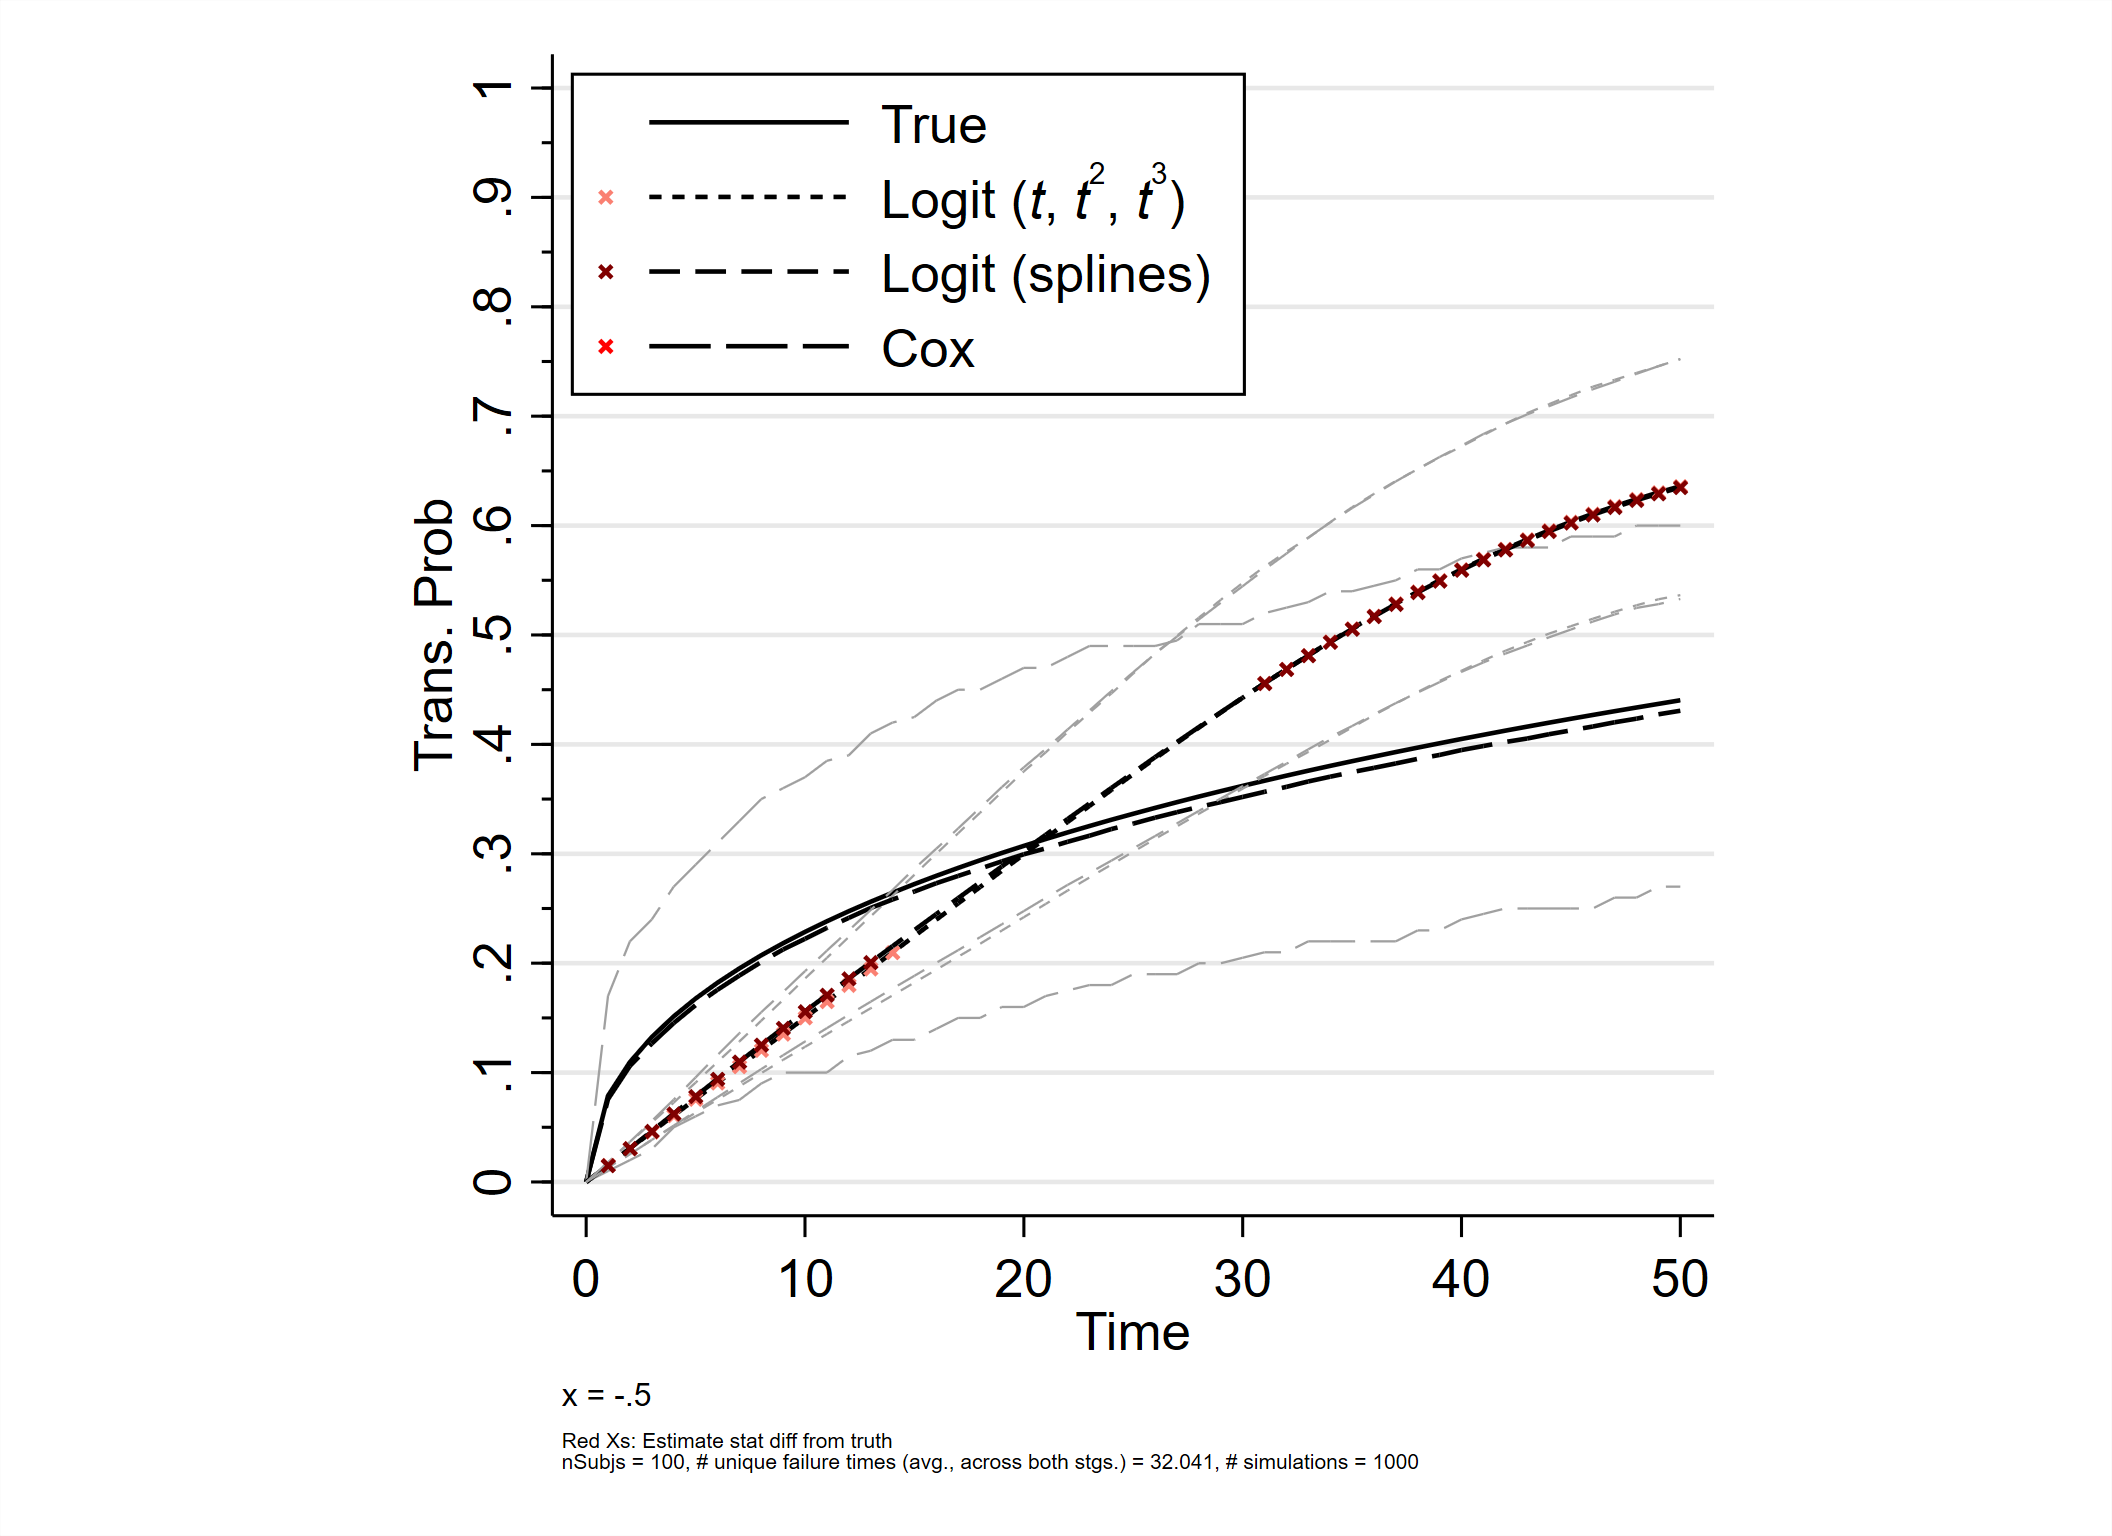 True
Logit (t, t², t³)
Logit (splines)
Cox
Trans. Prob
1
.9
.8
.7
.6
.5
.4
.3
.2
.1
0
0 10 20 30 40 50
Time
x = -.5
Red Xs: Estimate stat diff from truth
nSubjs = 100, # unique failure times (avg., across both stgs.) = 32.041, # simulations = 1000